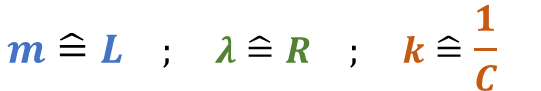 m ≙ L ; λ ≙ R ; k ≙ 1/C